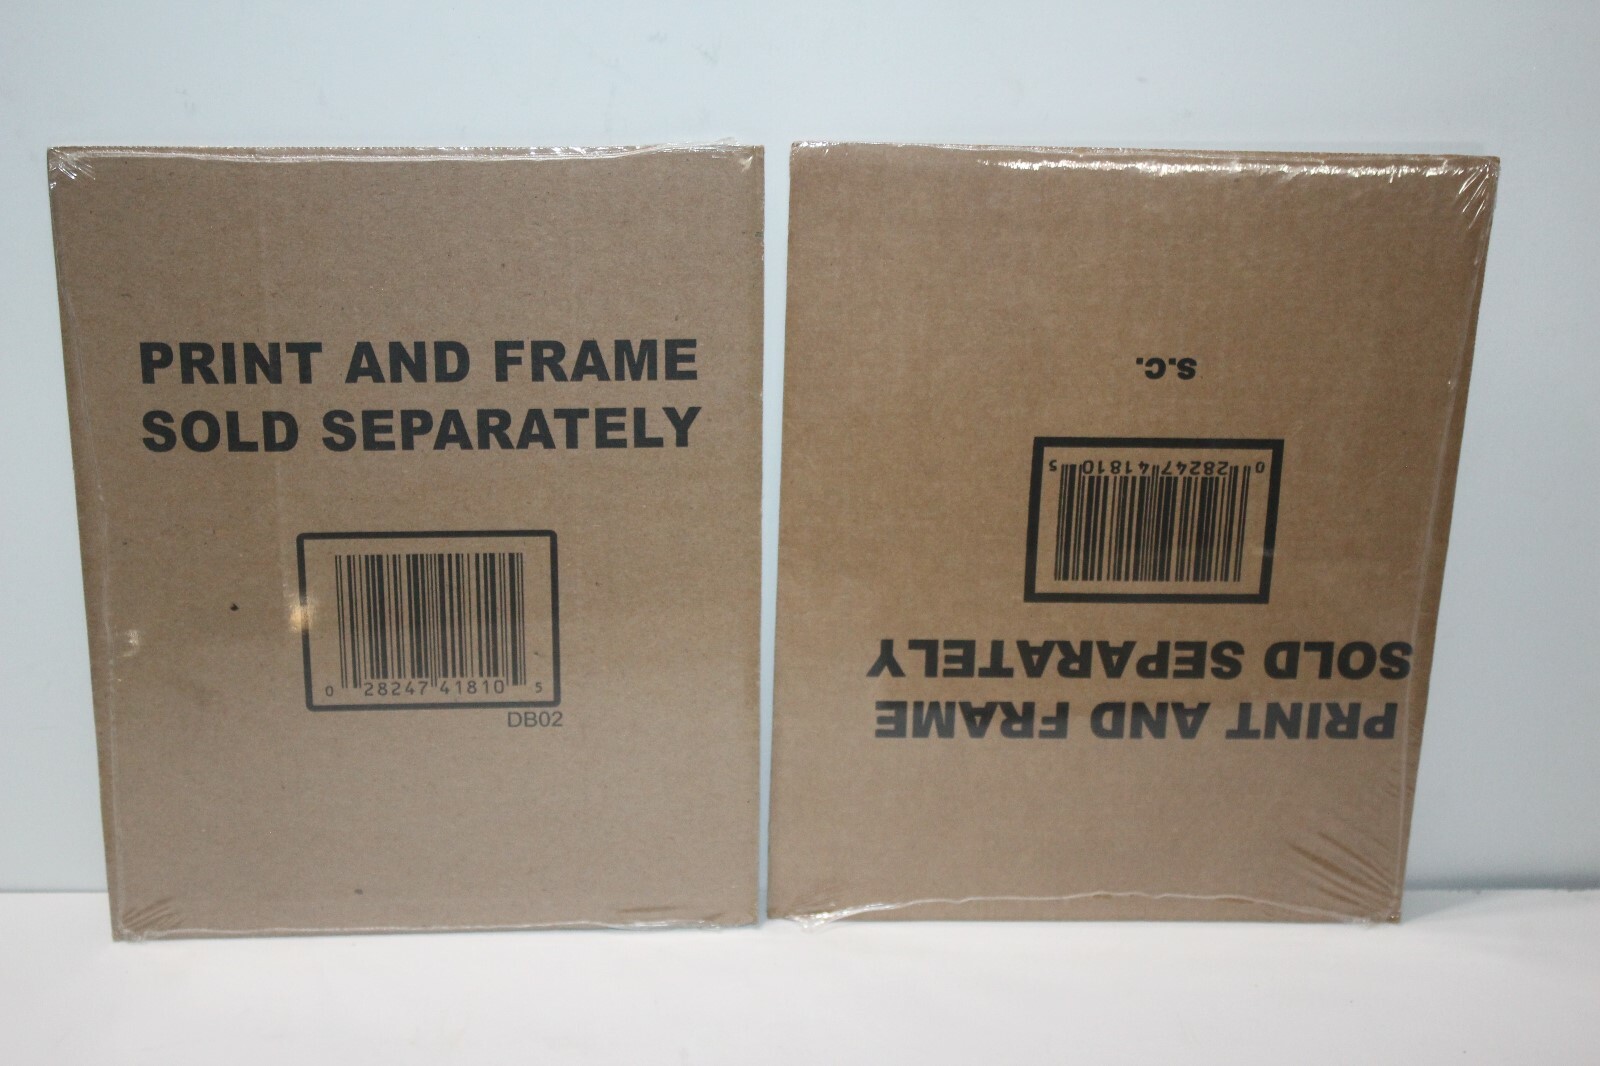 PRINT AND FRAME
SOLD SEPARATELY
0 28247 41810 5
DB02
PRINT AND FRAME
SOLD SEPARATELY
0 28247 41810 5
S.C.